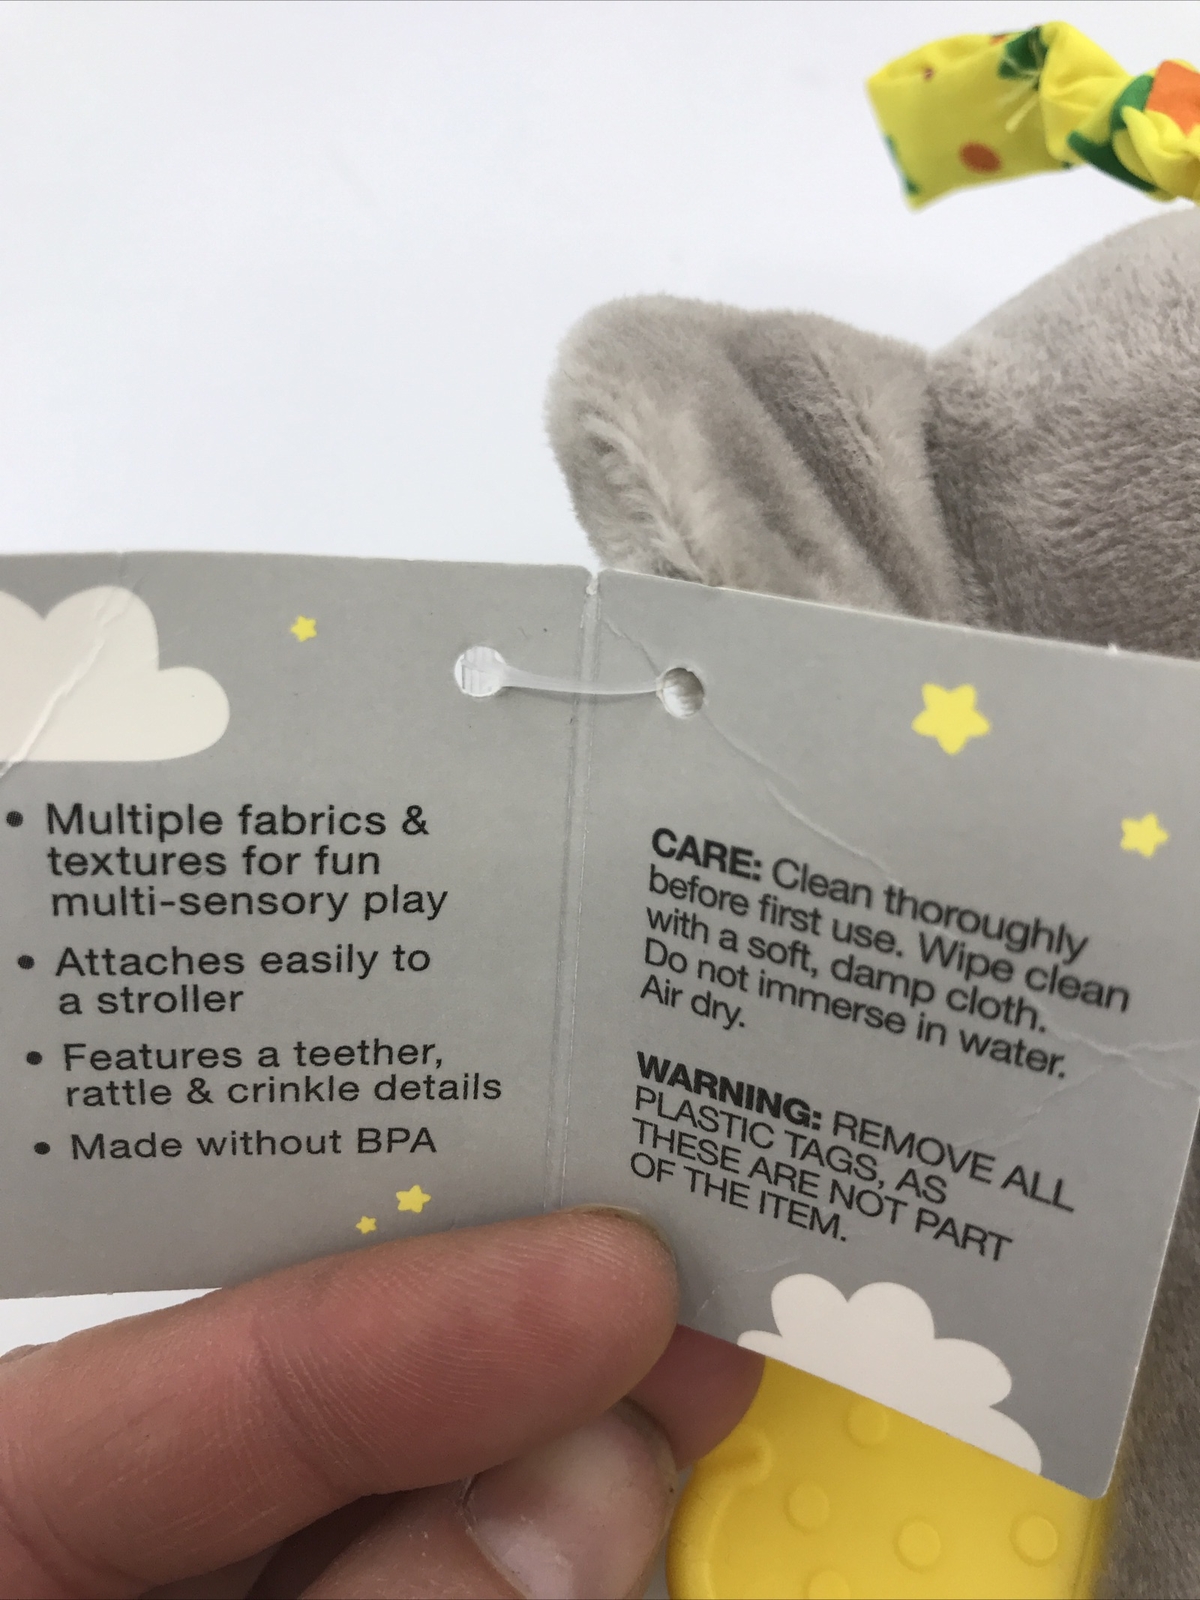 • Multiple fabrics &
textures for fun
multi-sensory play
• Attaches easily to
a stroller
• Features a teether,
rattle & crinkle details
• Made without BPA
CARE: Clean thoroughly
before first use. Wipe clean
with a soft, damp cloth.
Do not immerse in water.
Air dry.
WARNING: REMOVE ALL
PLASTIC TAGS, AS
THESE ARE NOT PART
OF THE ITEM.